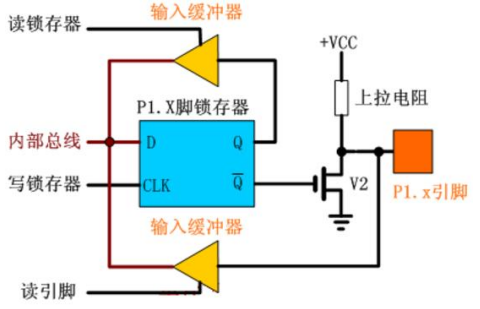 输入缓冲器
读锁存器
+VCC
P1.X脚锁存器
上拉电阻
内部总线
D
Q
写锁存器
CLK
Q̅
V2
P1.x引脚
输入缓冲器
读引脚